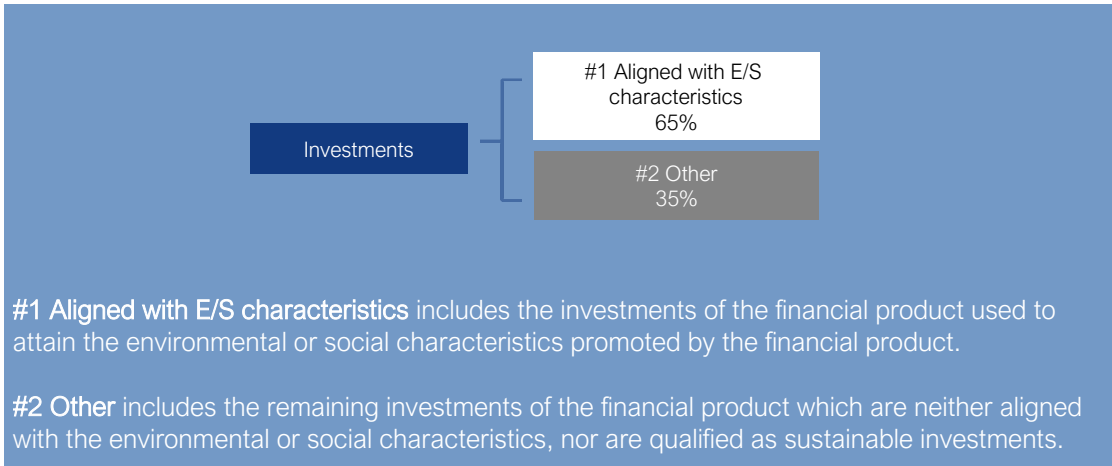 #1 Aligned with E/S
characteristics
65%
Investments
#2 Other
35%
#1 Aligned with E/S characteristics includes the investments of the financial product used to
attain the environmental or social characteristics promoted by the financial product.
#2 Other includes the remaining investments of the financial product which are neither aligned
with the environmental or social characteristics, nor are qualified as sustainable investments.